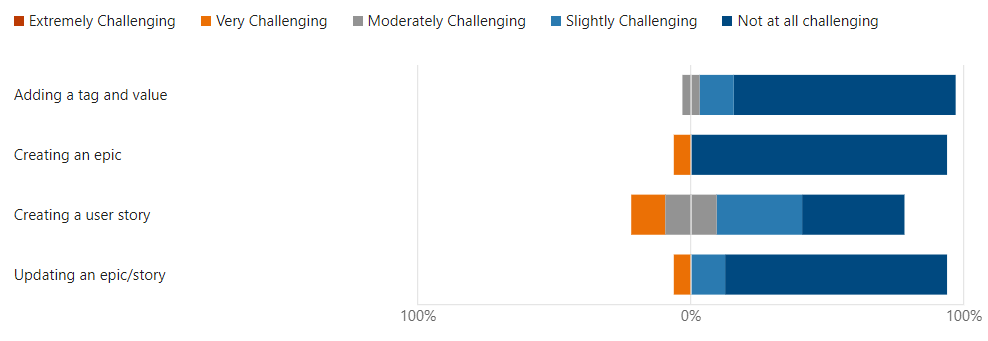 Extremely Challenging Very Challenging Moderately Challenging Slightly Challenging Not at all challenging
Adding a tag and value
Creating an epic
Creating a user story
Updating an epic/story
100% 0% 100%